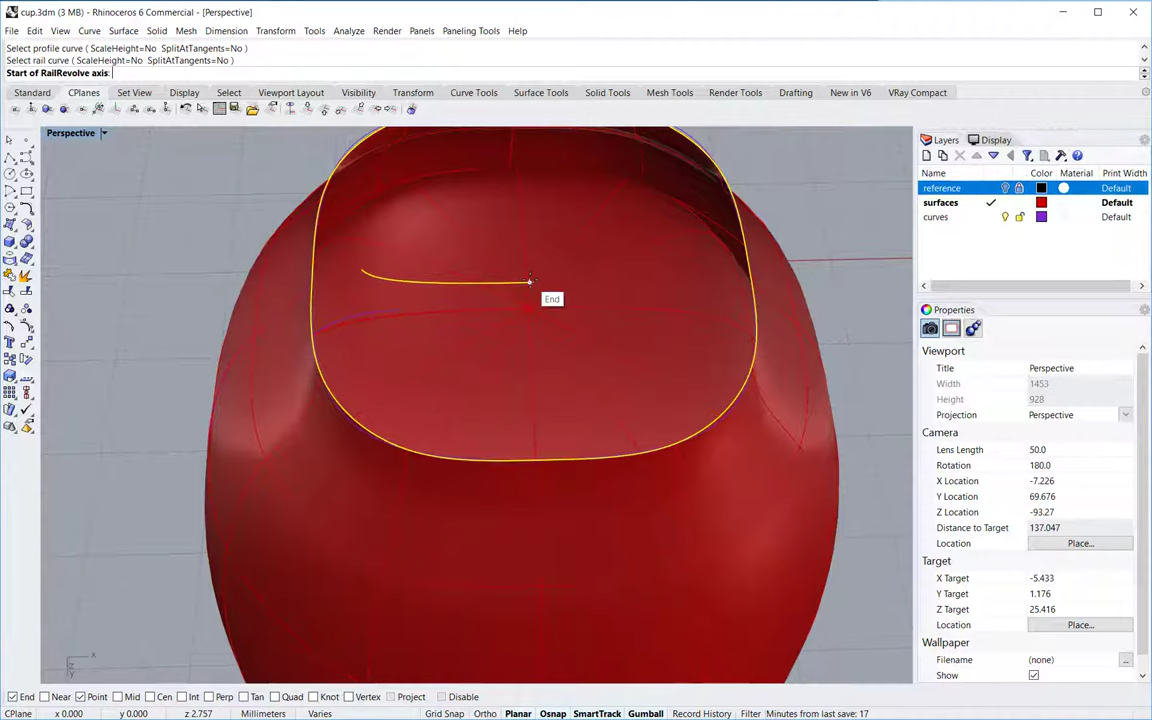 cup.3dm (3 MB) - Rhinoceros 6 Commercial - [Perspective]
File Edit View Curve Surface Solid Mesh Dimension Transform Tools Analyze Render Panels Paneling Tools Help
Select profile curve ( ScaleHeight=No SplitAtTangents=No )
Select rail curve ( ScaleHeight=No SplitAtTangents=No )
Start of RailRevolve axis:
Standard CPlanes Set View Display Select Viewport Layout Visibility Transform Curve Tools Surface Tools Solid Tools Mesh Tools Render Tools Drafting New in V6 VRay Compact
Perspective
Layers Display
Name Color Material Print Width
reference Default
surfaces Default
curves Default
End
Properties
Viewport
Title Perspective
Width 1453
Height 928
Projection Perspective
Camera
Lens Length 50.0
Rotation 180.0
X Location -7.226
Y Location 69.676
Z Location -93.27
Distance to Target 137.047
Location Place...
Target
X Target -5.433
Y Target 1.176
Z Target 25.416
Location Place...
Wallpaper
Filename (none) ...
Show
x
z
y
End Near Point Mid Cen Int Perp Tan Quad Knot Vertex Project Disable
CPlane x 0.000 y 0.000 z 2.757 Millimeters Varies Grid Snap Ortho Planar Osnap SmartTrack Gumball Record History Filter Minutes from last save: 17